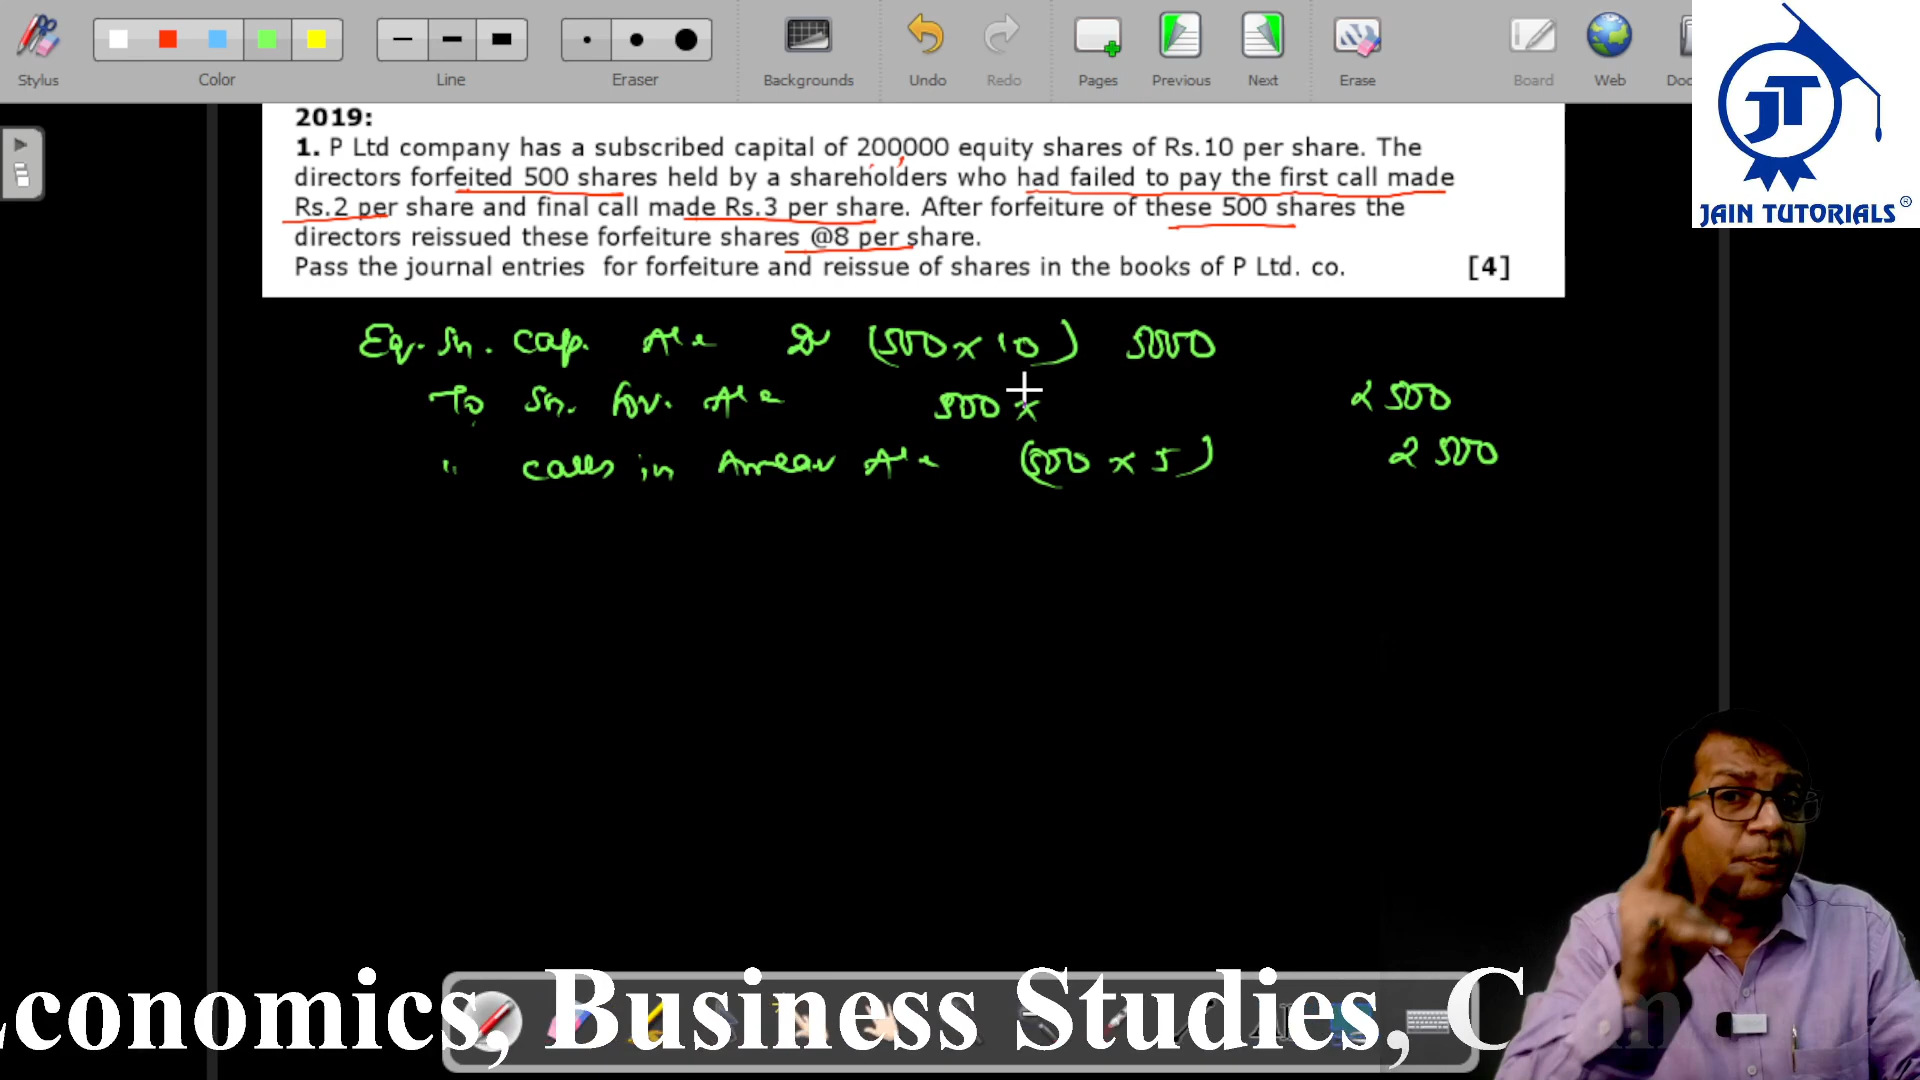 Stylus
Color
Line
Eraser
Backgrounds
Undo
Redo
Pages
Previous
Next
Erase
Board
Web
JT
JAIN TUTORIALS®
2019:
1. P Ltd company has a subscribed capital of 200000 equity shares of Rs.10 per share. The
directors forfeited 500 shares held by a shareholders who had failed to pay the first call made
Rs.2 per share and final call made Rs.3 per share. After forfeiture of these 500 shares the
directors reissued these forfeiture shares @8 per share.
Pass the journal entries for forfeiture and reissue of shares in the books of P Ltd. co. [4]
Eq. Sh. Cap. A/c Dr (500 x 10) 5000
To Sh. For. A/c 500 x 2500
" Calls in Arrear A/c (500 x 5) 2500
Economics, Business Studies, C